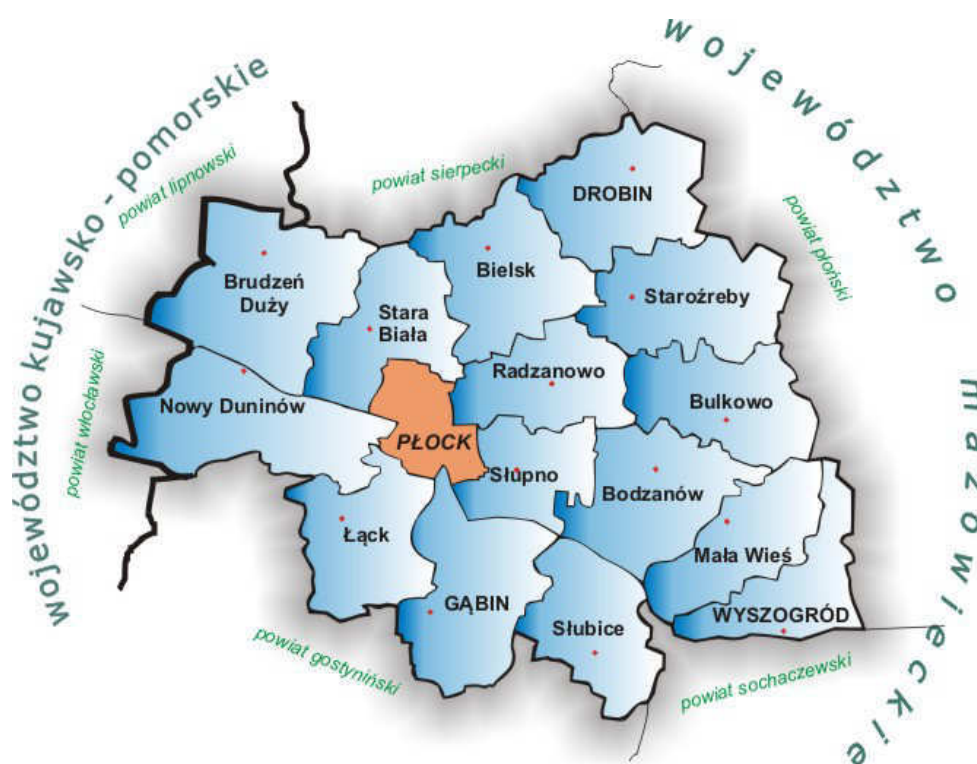 województwo kujawsko - pomorskie
województwo
mazowieckie
powiat lipnowski
powiat sierpecki
powiat płoński
powiat włocławski
powiat gostyniński
powiat sochaczewski
DROBIN
Bielsk
Brudzeń
Duży
Staroźreby
Stara
Biała
Radzanowo
Bulkowo
Nowy Duninów
PŁOCK
Słupno
Bodzanów
Łąck
Mała Wieś
GĄBIN
WYSZOGRÓD
Słubice